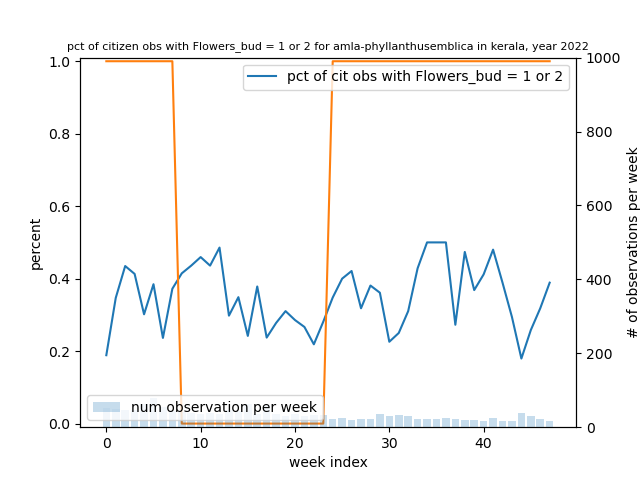 pct of citizen obs with Flowers_bud = 1 or 2 for amla-phyllanthusemblica in kerala, year 2022
pct of cit obs with Flowers_bud = 1 or 2
num observation per week
percent
1.0
0.8
0.6
0.4
0.2
0.0
1000
800
600
400
200
0
# of observations per week
0
10
20
30
40
week index